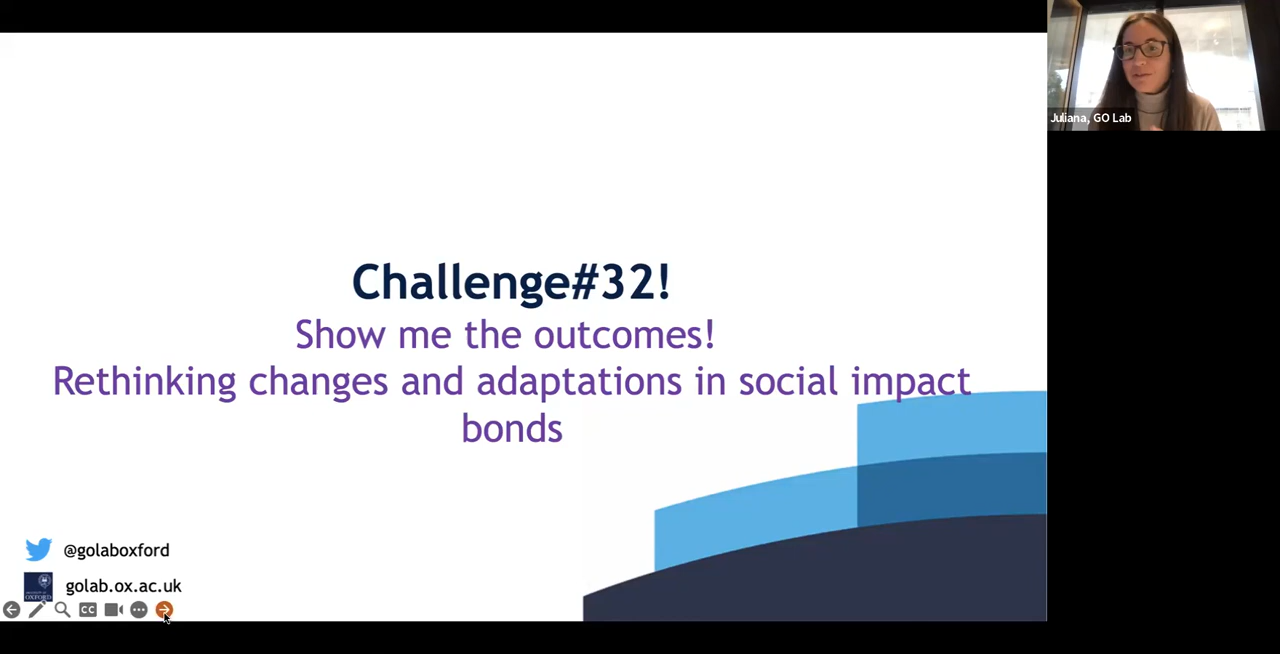 Challenge#32!
Show me the outcomes!
Rethinking changes and adaptations in social impact
bonds
@golaboxford
golab.ox.ac.uk
CC
Juliana, GO Lab